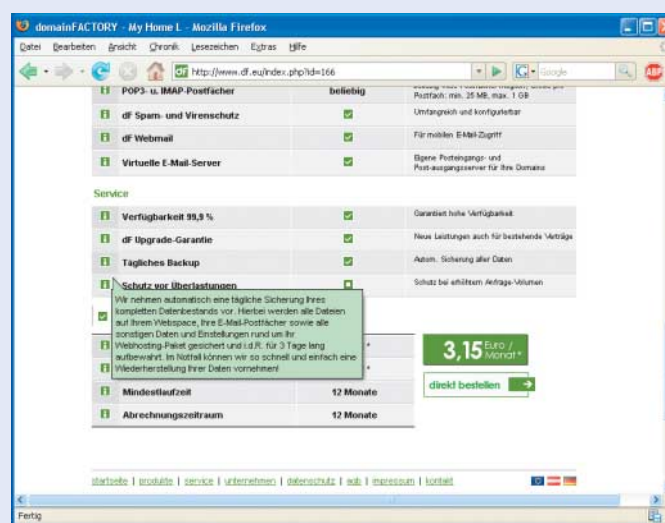 domainFACTORY - My Home L - Mozilla Firefox
Datei Bearbeiten Ansicht Chronik Lesezeichen Extras Hilfe
http://www.df.eu/index.php?id=166 Google ABP
POP3- u. IMAP-Postfächer beliebig
Postfach: min. 25 MB, max. 1 GB
dF Spam- und Virenschutz Umfangreich und konfigurierbar
dF Webmail Für mobilen E-Mail-Zugriff
Virtuelle E-Mail-Server Eigene Posteingangs- und
Post-ausgangsserver für Ihre Domains
Service
Verfügbarkeit 99,9 % Garantiert hohe Verfügbarkeit
dF Upgrade-Garantie Neue Leistungen auch für bestehende Verträge
Tägliches Backup Autom. Sicherung aller Daten
Schutz vor Überlastungen Schutz bei erhöhtem Anfrage-Volumen
Wir nehmen automatisch eine tägliche Sicherung Ihres
kompletten Datenbestands vor. Hierbei werden alle Dateien
auf Ihrem Webspace, Ihre E-Mail-Postfächer sowie alle
sonstigen Daten und Einstellungen rund um Ihr
Webhosting-Paket gesichert und i.d.R. für 3 Tage lang
aufbewahrt. Im Notfall können wir so schnell und einfach eine
Wiederherstellung Ihrer Daten vornehmen!
3,15 Euro / Monat*
direkt bestellen
Mindestlaufzeit 12 Monate
Abrechnungszeitraum 12 Monate
startseite | produkte | service | unternehmen | datenschutz | agb | impressum | kontakt
Fertig